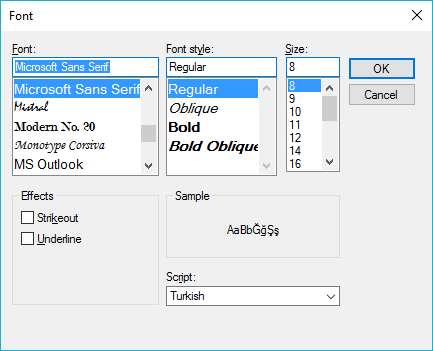 Font
Font:
Microsoft Sans Serif
Microsoft Sans Serif
Mistral
Modern No. 20
Monotype Corsiva
MS Outlook
Font style:
Regular
Regular
Oblique
Bold
Bold Oblique
Size:
8
8
9
10
11
12
14
16
OK
Cancel
Effects
Strikeout
Underline
Sample
AaBbĞğŞş
Script:
Turkish